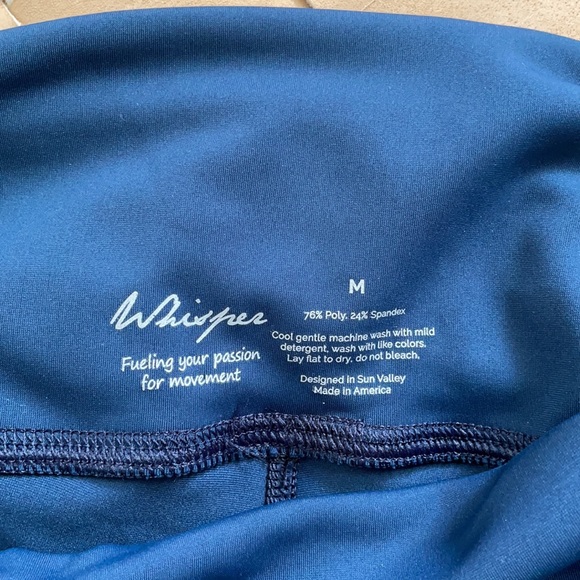 Whisper
Fueling your passion
for movement
M
76% Poly. 24% Spandex
Cool gentle machine wash with mild
detergent, wash with like colors.
Lay flat to dry, do not bleach.
Designed in Sun Valley
Made in America